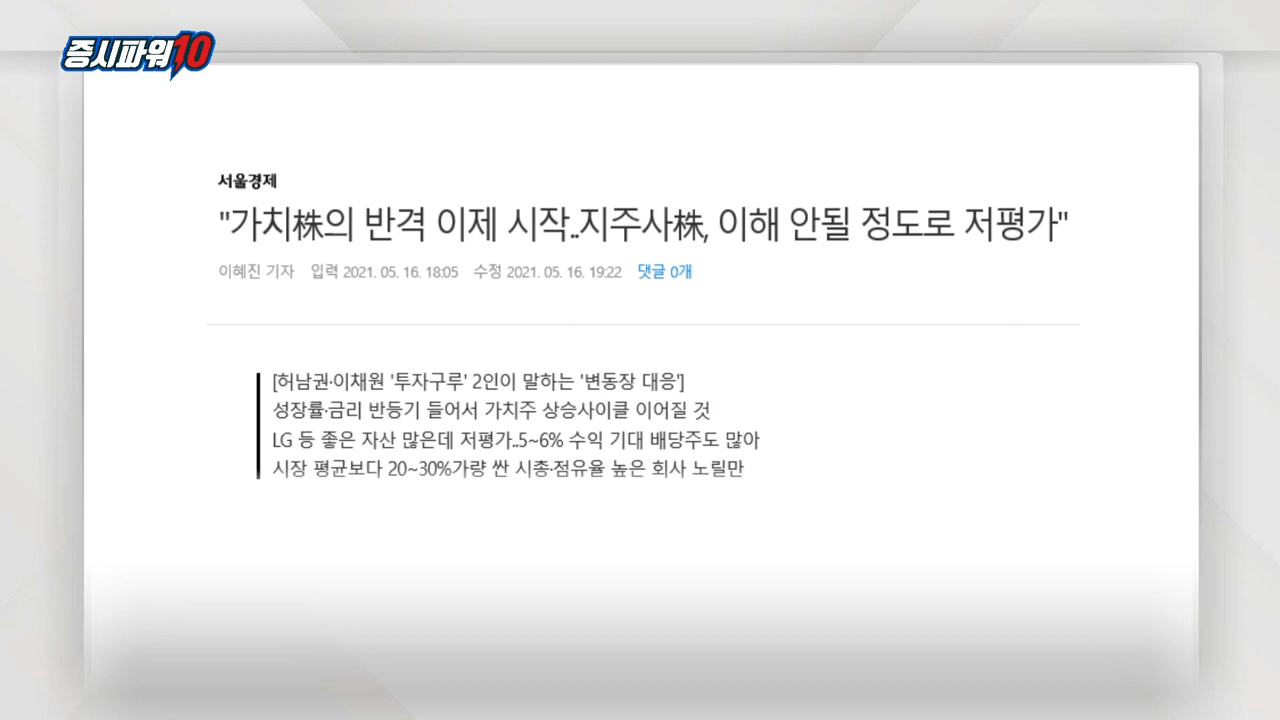 증시파워10
서울경제
"가치株의 반격 이제 시작..지주사株, 이해 안될 정도로 저평가"
이혜진 기자 입력 2021. 05. 16. 18:05 수정 2021. 05. 16. 19:22 댓글 0개
[허남권·이채원 '투자구루' 2인이 말하는 '변동장 대응']
성장률·금리 반등기 들어서 가치주 상승사이클 이어질 것
LG 등 좋은 자산 많은데 저평가..5~6% 수익 기대 배당주도 많아
시장 평균보다 20~30%가량 싼 시총·점유율 높은 회사 노릴만